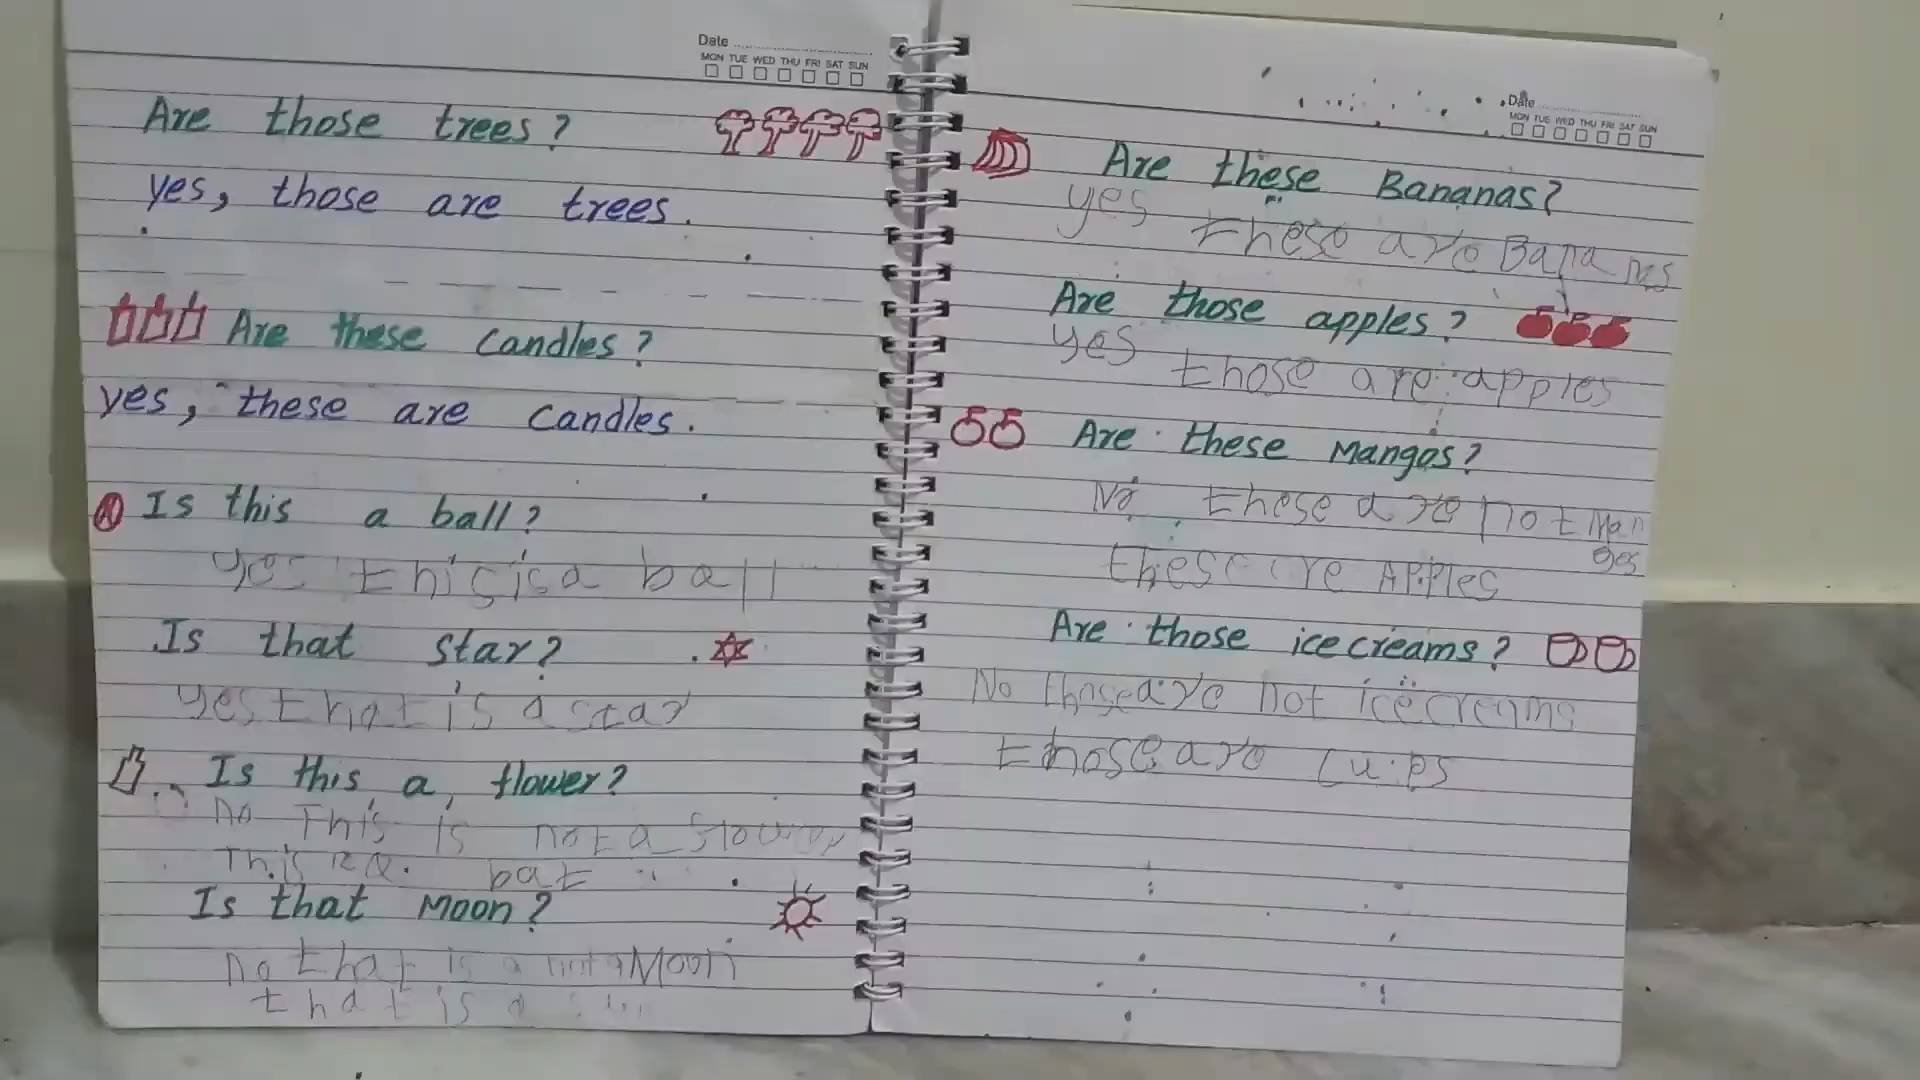 Date
MON TUE WED THU FRI SAT SUN
Are those trees?
yes, those are trees.
Are these candles?
yes, these are candles.
Is this a ball?
yes this is a ball
Is that star?
yes that is a star
Is this a flower?
no This is not a
This is a bat
Is that Moon?
no that is a not a Moon
that is a
Date
MON TUE WED THU FRI SAT SUN
Are these Bananas?
yes these are Bananas
Are those apples?
yes those are apples
Are these Mangos?
No these are not Man
goes
these are APPles
Are those icecreams?
No those are not icecreams
those are cups